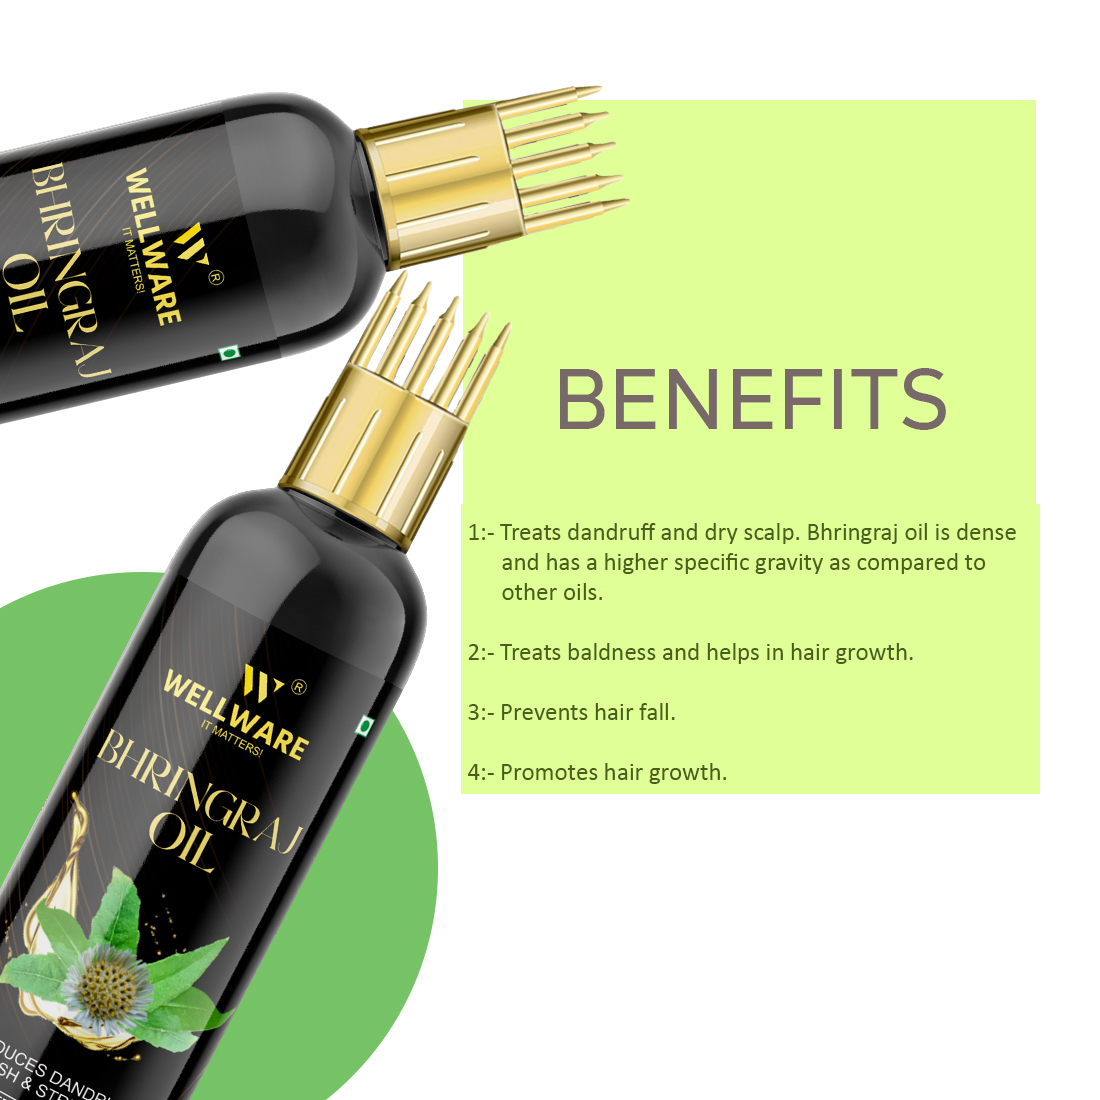 W®
WELLWARE
IT MATTERS!
BHRINGRAJ
OIL
BENEFITS
1:- Treats dandruff and dry scalp. Bhringraj oil is dense
and has a higher specific gravity as compared to
other oils.
2:- Treats baldness and helps in hair growth.
3:- Prevents hair fall.
4:- Promotes hair growth.
W®
WELLWARE
IT MATTERS!
BHRINGRAJ
OIL